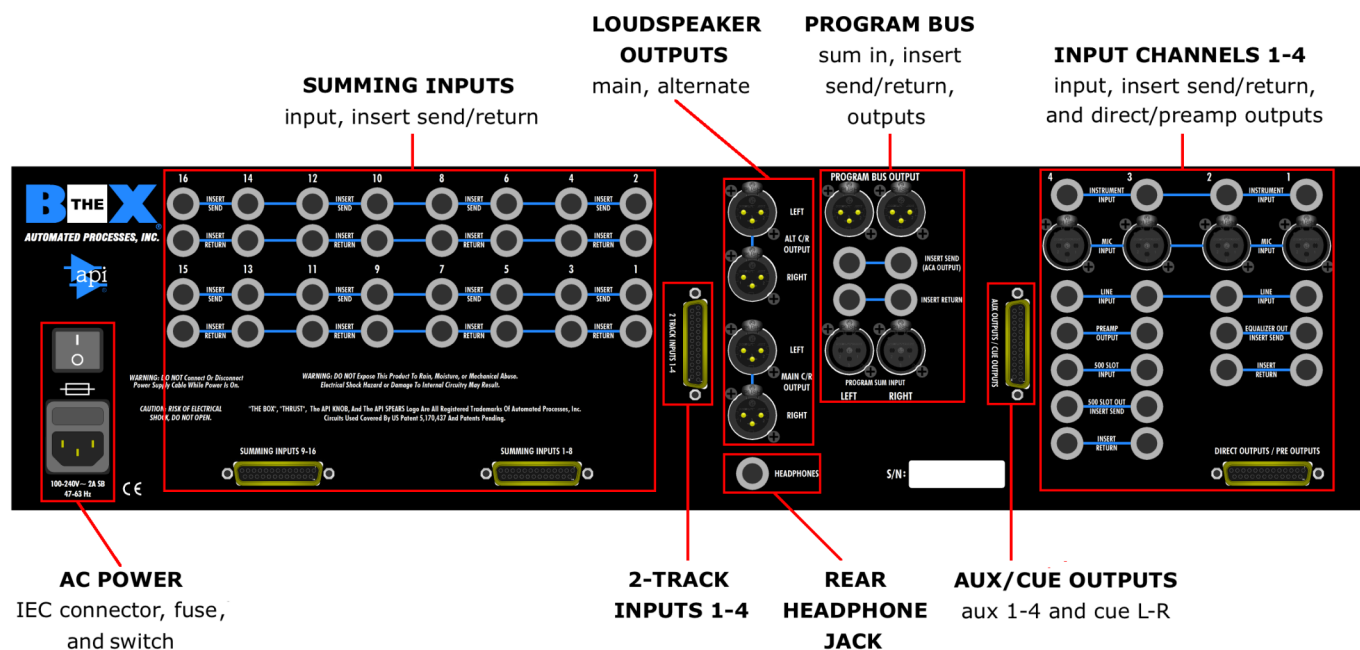 LOUDSPEAKER
OUTPUTS
main, alternate
PROGRAM BUS
sum in, insert
send/return,
outputs
INPUT CHANNELS 1-4
input, insert send/return,
and direct/preamp outputs
SUMMING INPUTS
input, insert send/return
B THE X
AUTOMATED PROCESSES, INC.
api
16 14 12 10 8 6 4 2
INSERT SEND INSERT SEND INSERT SEND INSERT SEND
INSERT RETURN INSERT RETURN INSERT RETURN INSERT RETURN
15 13 11 9 7 5 3 1
INSERT SEND INSERT SEND INSERT SEND INSERT SEND
INSERT RETURN INSERT RETURN INSERT RETURN INSERT RETURN
WARNING: DO NOT Connect Or Disconnect
Power Supply Cable While Power Is On.
WARNING: DO NOT Expose This Product To Rain, Moisture, or Mechanical Abuse.
Electrical Shock Hazard or Damage To Internal Circuitry May Result.
CAUTION: RISK OF ELECTRICAL
SHOCK, DO NOT OPEN.
"THE BOX", "THRUST", The API KNOB, And The API SPEARS Logo Are All Registered Trademarks Of Automated Processes, Inc.
Circuits Used Covered BY US Patent 5,170,437 And Patents Pending.
SUMMING INPUTS 9-16
SUMMING INPUTS 1-8
100-240V~ 2A SB
47-63 Hz
CE
2 TRACK INPUTS 1-4
LEFT
ALT C/R
OUTPUT
RIGHT
LEFT
MAIN C/R
OUTPUT
RIGHT
HEADPHONES
PROGRAM BUS OUTPUT
INSERT SEND
(ACA OUTPUT)
INSERT RETURN
PROGRAM SUM INPUT
LEFT RIGHT
S/N:
AUX OUTPUTS / CUE OUTPUTS
4 3 2 1
INSTRUMENT INPUT INSTRUMENT INPUT
MIC INPUT MIC INPUT
LINE INPUT LINE INPUT
PREAMP OUTPUT EQUALIZER OUT INSERT SEND
500 SLOT INPUT INSERT RETURN
500 SLOT OUT INSERT SEND
INSERT RETURN
DIRECT OUTPUTS / PRE OUTPUTS
AC POWER
IEC connector, fuse,
and switch
2-TRACK
INPUTS 1-4
REAR
HEADPHONE
JACK
AUX/CUE OUTPUTS
aux 1-4 and cue L-R